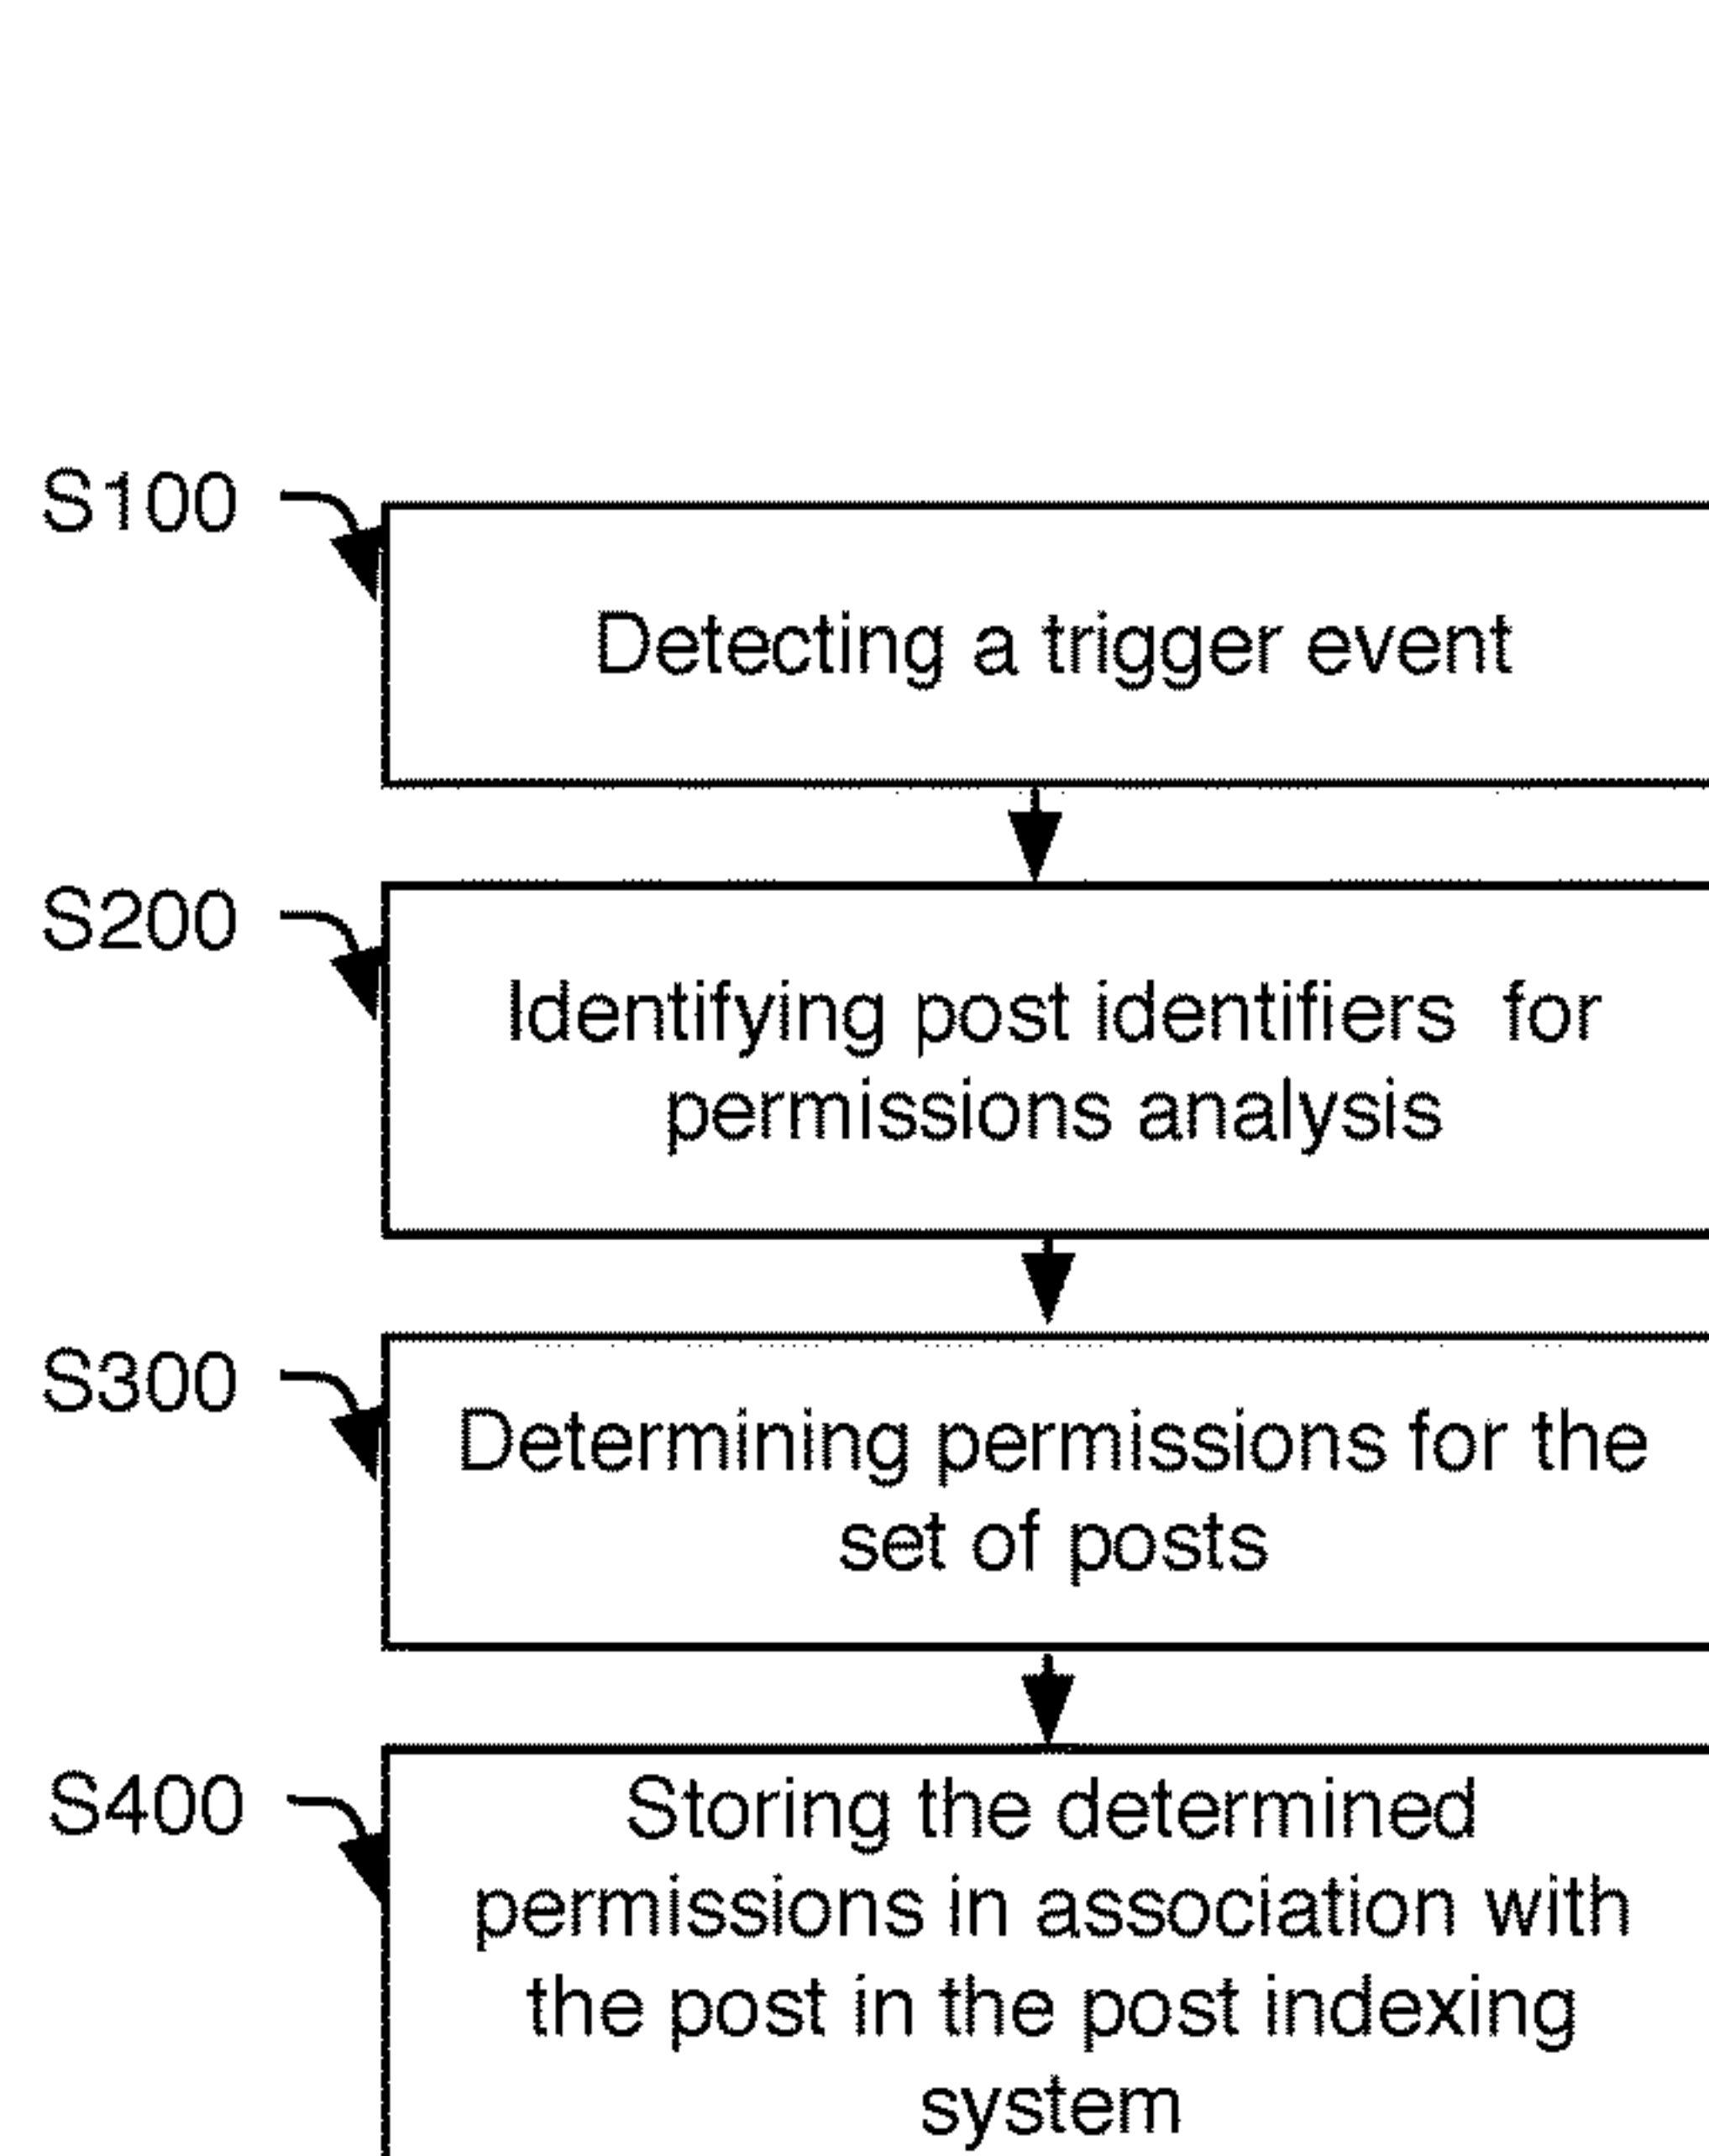 S100
Detecting a trigger event
S200
Identifying post identifiers for
permissions analysis
S300
Determining permissions for the
set of posts
S400
Storing the determined
permissions in association with
the post in the post indexing
system